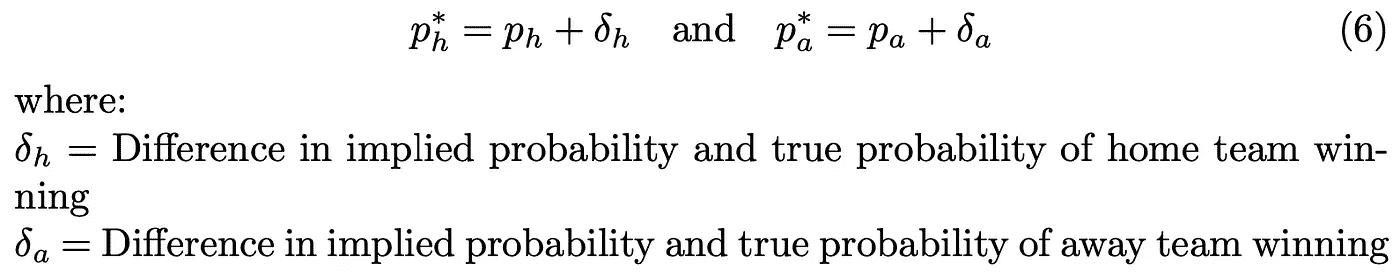 p*_h = p_h + δ_h and p*_a = p_a + δ_a (6)
where:
δ_h = Difference in implied probability and true probability of home team win-
ning
δ_a = Difference in implied probability and true probability of away team winning